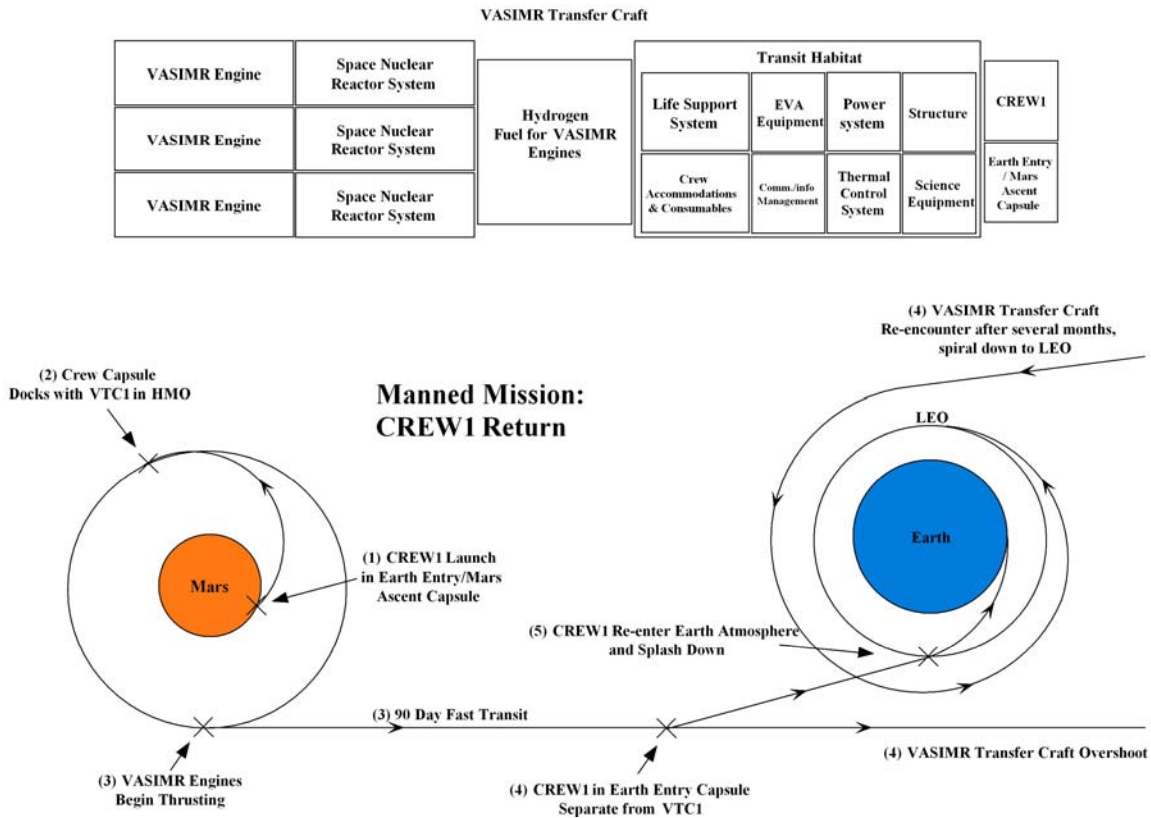 VASIMR Transfer Craft
VASIMR Engine
Space Nuclear
Reactor System
VASIMR Engine
Space Nuclear
Reactor System
VASIMR Engine
Space Nuclear
Reactor System
Hydrogen
Fuel for VASIMR
Engines
Transit Habitat
Life Support
System
EVA
Equipment
Power
system
Structure
Crew
Accommodations
& Consumables
Comm./info
Management
Thermal
Control
System
Science
Equipment
CREW1
Earth Entry
/ Mars
Ascent
Capsule
(4) VASIMR Transfer Craft
Re-encounter after several months,
spiral down to LEO
(2) Crew Capsule
Docks with VTC1 in HMO
Manned Mission:
CREW1 Return
LEO
Mars
Earth
(1) CREW1 Launch
in Earth Entry/Mars
Ascent Capsule
(5) CREW1 Re-enter Earth Atmosphere
and Splash Down
(3) 90 Day Fast Transit
(4) VASIMR Transfer Craft Overshoot
(3) VASIMR Engines
Begin Thrusting
(4) CREW1 in Earth Entry Capsule
Separate from VTC1